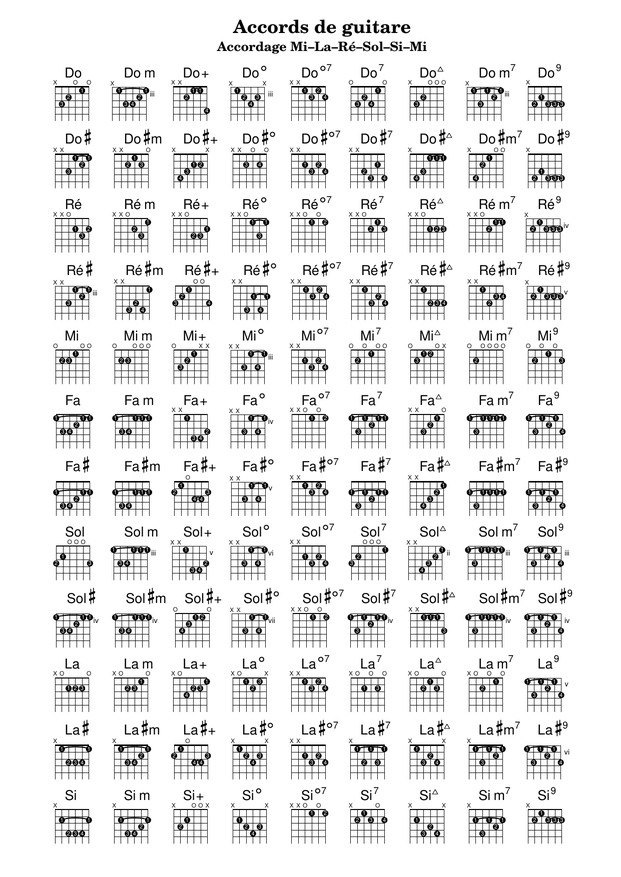 Accords de guitare
Accordage Mi–La–Ré–Sol–Si–Mi
Do Do m Do+ Do° Do°7 Do7 Do△ Do m7 Do9
Do♯ Do♯m Do♯+ Do♯° Do♯°7 Do♯7 Do♯△ Do♯m7 Do♯9
Ré Ré m Ré+ Ré° Ré°7 Ré7 Ré△ Ré m7 Ré9
Ré♯ Ré♯m Ré♯+ Ré♯° Ré♯°7 Ré♯7 Ré♯△ Ré♯m7 Ré♯9
Mi Mi m Mi+ Mi° Mi°7 Mi7 Mi△ Mi m7 Mi9
Fa Fa m Fa+ Fa° Fa°7 Fa7 Fa△ Fa m7 Fa9
Fa♯ Fa♯m Fa♯+ Fa♯° Fa♯°7 Fa♯7 Fa♯△ Fa♯m7 Fa♯9
Sol Sol m Sol+ Sol° Sol°7 Sol7 Sol△ Sol m7 Sol9
Sol♯ Sol♯m Sol♯+ Sol♯° Sol♯°7 Sol♯7 Sol♯△ Sol♯m7 Sol♯9
La La m La+ La° La°7 La7 La△ La m7 La9
La♯ La♯m La♯+ La♯° La♯°7 La♯7 La♯△ La♯m7 La♯9
Si Si m Si+ Si° Si°7 Si7 Si△ Si m7 Si9